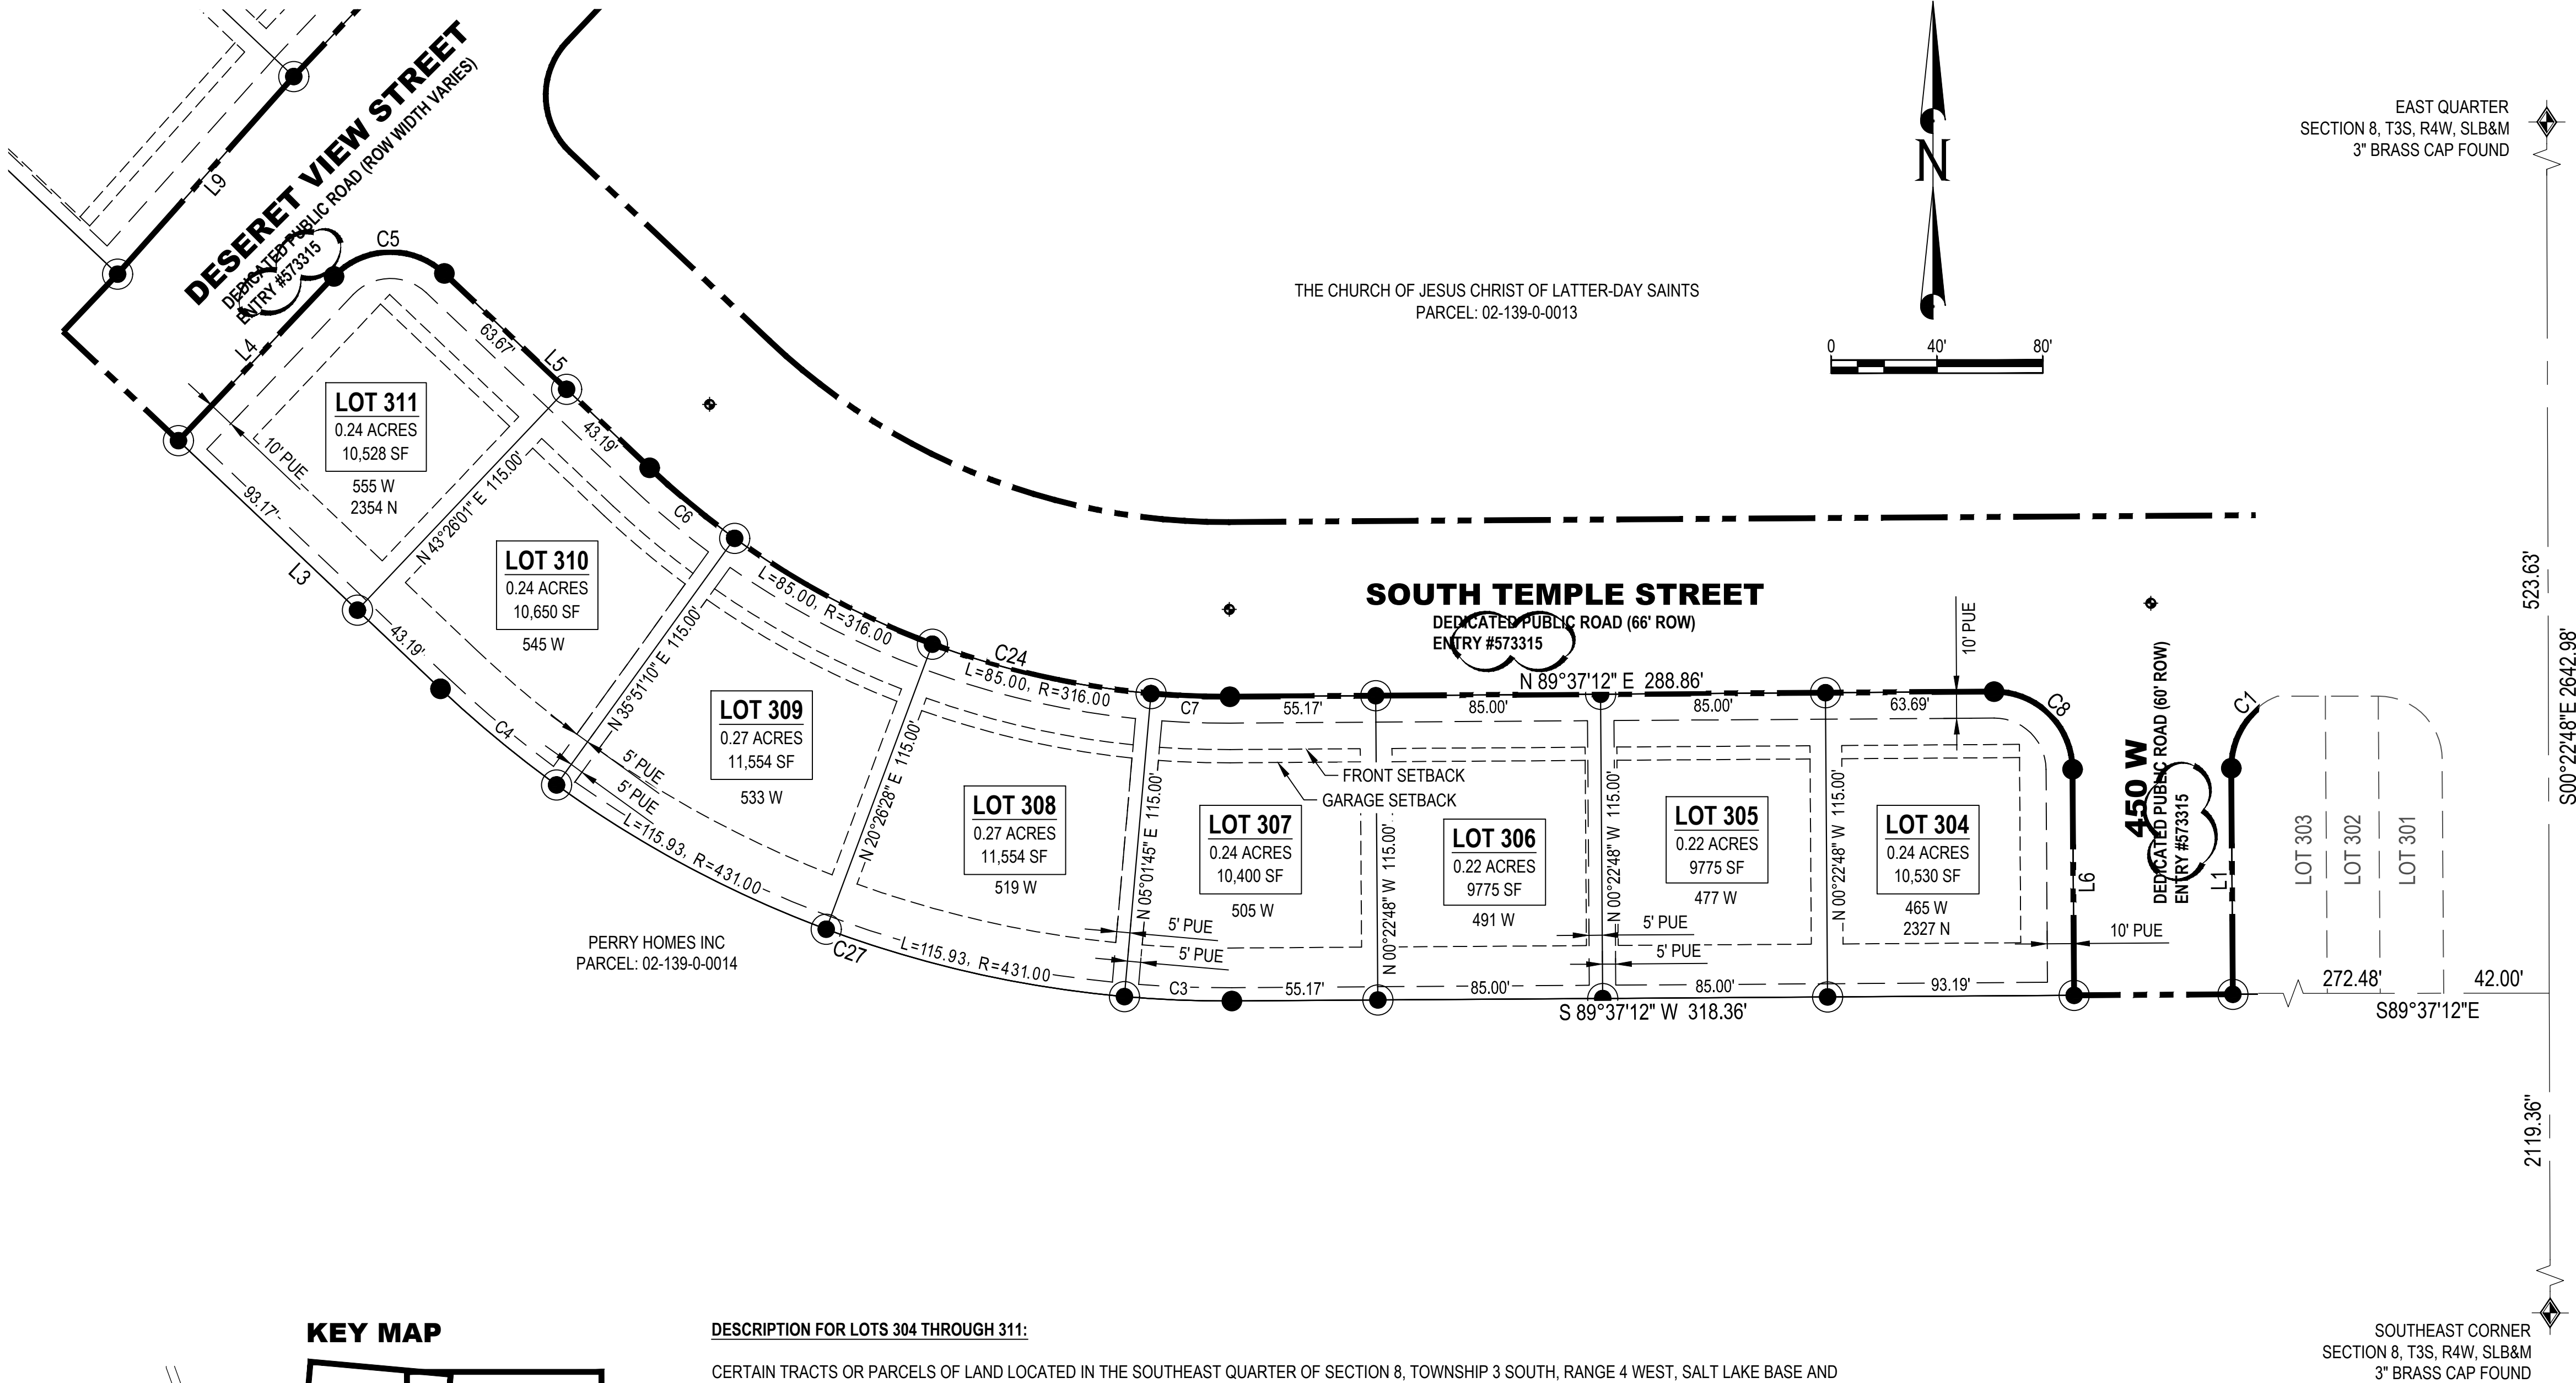 DESERET VIEW STREET
DEDICATED PUBLIC ROAD (ROW WIDTH VARIES)
ENTRY #573315
L9
C5
L4
63.67'
L5
LOT 311
0.24 ACRES
10,528 SF
555 W
2354 N
10' PUE
93.17'
L3
N 43°26'01" E 115.00'
43.19'
C6
LOT 310
0.24 ACRES
10,650 SF
545 W
43.19'
C4
N 35°51'10" E 115.00'
5' PUE
5' PUE
L=85.00, R=316.00
LOT 309
0.27 ACRES
11,554 SF
533 W
L=115.93, R=431.00
N 20°26'28" E 115.00'
C24
L=85.00, R=316.00
LOT 308
0.27 ACRES
11,554 SF
519 W
C27
L=115.93, R=431.00
N 05°01'45" E 115.00'
5' PUE
5' PUE
PERRY HOMES INC
PARCEL: 02-139-0-0014
THE CHURCH OF JESUS CHRIST OF LATTER-DAY SAINTS
PARCEL: 02-139-0-0013
N
0 40' 80'
EAST QUARTER
SECTION 8, T3S, R4W, SLB&M
3" BRASS CAP FOUND
SOUTH TEMPLE STREET
DEDICATED PUBLIC ROAD (66' ROW)
ENTRY #573315
N 89°37'12" E 288.86'
C7
55.17'
85.00'
85.00'
63.69'
10' PUE
C8
FRONT SETBACK
GARAGE SETBACK
LOT 307
0.24 ACRES
10,400 SF
505 W
N 00°22'48" W 115.00'
LOT 306
0.22 ACRES
9775 SF
491 W
N 00°22'48" W 115.00'
5' PUE
5' PUE
LOT 305
0.22 ACRES
9775 SF
477 W
N 00°22'48" W 115.00'
LOT 304
0.24 ACRES
10,530 SF
465 W
2327 N
C3
55.17'
85.00'
85.00'
93.19'
S 89°37'12" W 318.36'
L6
10' PUE
450 W
DEDICATED PUBLIC ROAD (60' ROW)
ENTRY #573315
L1
C1
LOT 303
LOT 302
LOT 301
272.48'
42.00'
S89°37'12"E
523.63'
S00°22'48"E 2642.98'
2119.36"
SOUTHEAST CORNER
SECTION 8, T3S, R4W, SLB&M
3" BRASS CAP FOUND
KEY MAP
DESCRIPTION FOR LOTS 304 THROUGH 311:
CERTAIN TRACTS OR PARCELS OF LAND LOCATED IN THE SOUTHEAST QUARTER OF SECTION 8, TOWNSHIP 3 SOUTH, RANGE 4 WEST, SALT LAKE BASE AND